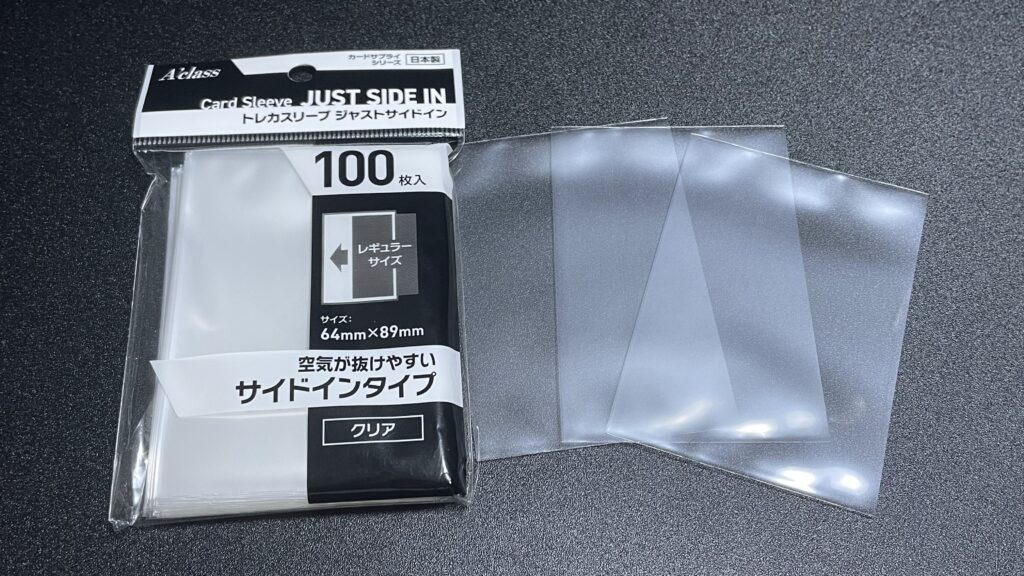 A'class
カードサプライ
シリーズ
日本製
Card Sleeve JUST SIDE IN
トレカスリーブ ジャストサイドイン
100枚入
レギュラー
サイズ
サイズ:
64mm×89mm
空気が抜けやすい
サイドインタイプ
クリア